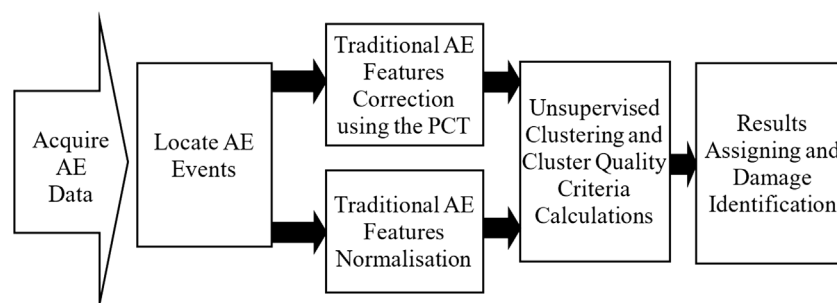 Acquire
AE
Data
Locate AE
Events
Traditional AE
Features
Correction
using the PCT
Traditional AE
Features
Normalisation
Unsupervised
Clustering and
Cluster Quality
Criteria
Calculations
Results
Assigning and
Damage
Identification